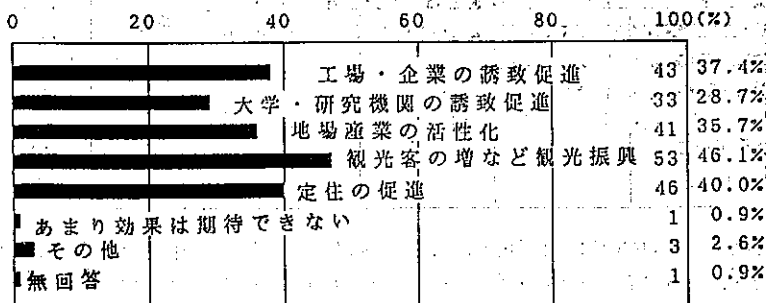 0 20 40 60 80 100(%)
工場・企業の誘致促進 43 37.4%
大学・研究機関の誘致促進 33 28.7%
地場産業の活性化 41 35.7%
観光客の増など観光振興 53 46.1%
定住の促進 46 40.0%
あまり効果は期待できない 1 0.9%
その他 3 2.6%
無回答 1 0.9%